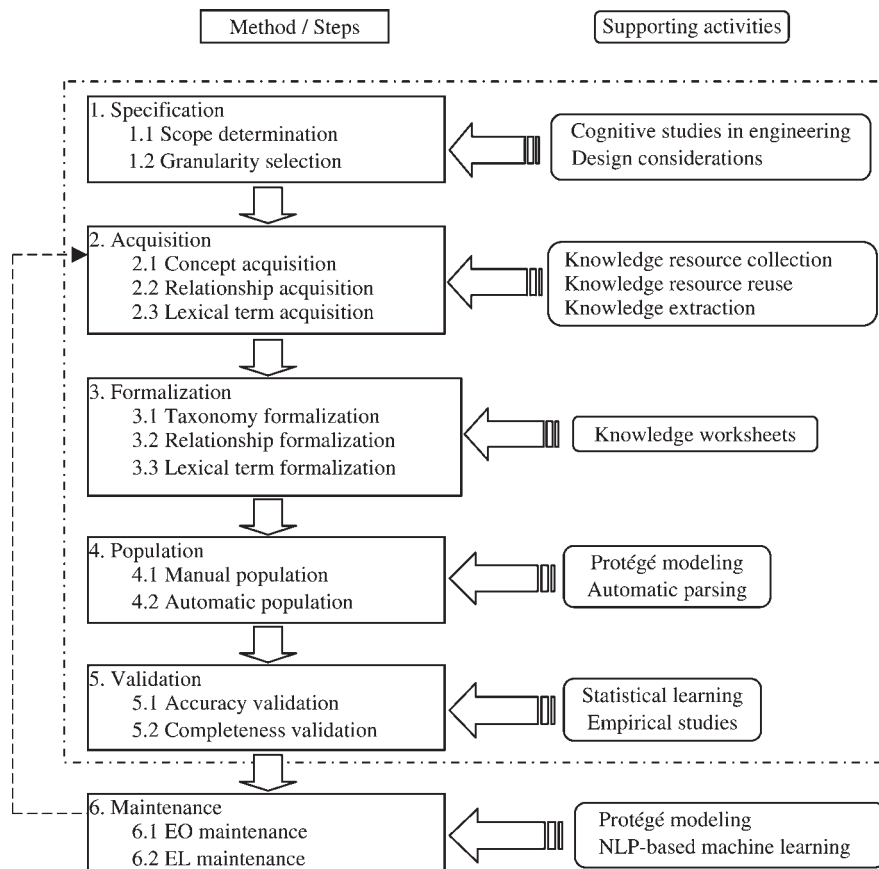 Method / Steps
Supporting activities
1. Specification
1.1 Scope determination
1.2 Granularity selection
Cognitive studies in engineering
Design considerations
2. Acquisition
2.1 Concept acquisition
2.2 Relationship acquisition
2.3 Lexical term acquisition
Knowledge resource collection
Knowledge resource reuse
Knowledge extraction
3. Formalization
3.1 Taxonomy formalization
3.2 Relationship formalization
3.3 Lexical term formalization
Knowledge worksheets
4. Population
4.1 Manual population
4.2 Automatic population
Protégé modeling
Automatic parsing
5. Validation
5.1 Accuracy validation
5.2 Completeness validation
Statistical learning
Empirical studies
6. Maintenance
6.1 EO maintenance
6.2 EL maintenance
Protégé modeling
NLP-based machine learning